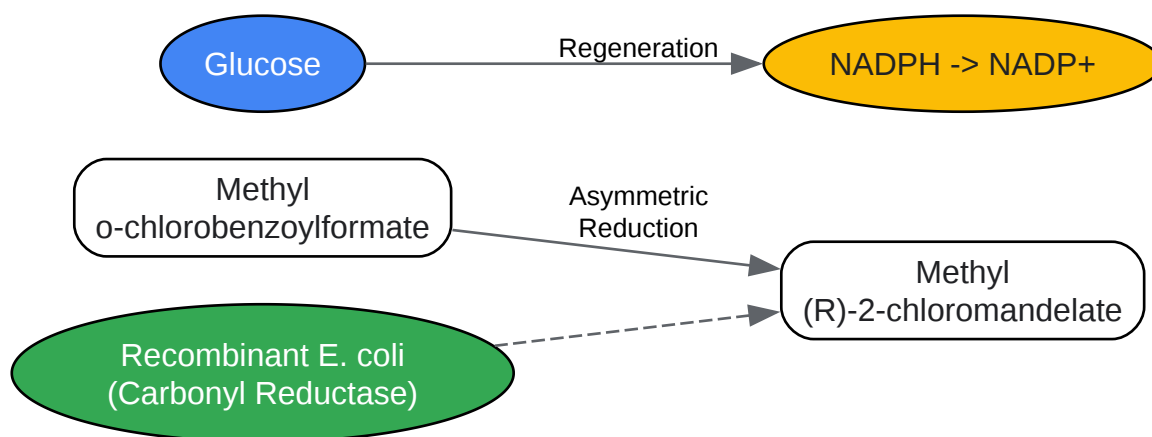 Glucose
Regeneration
NADPH -> NADP+
Methyl
o-chlorobenzoylformate
Asymmetric
Reduction
Methyl
(R)-2-chloromandelate
Recombinant E. coli
(Carbonyl Reductase)